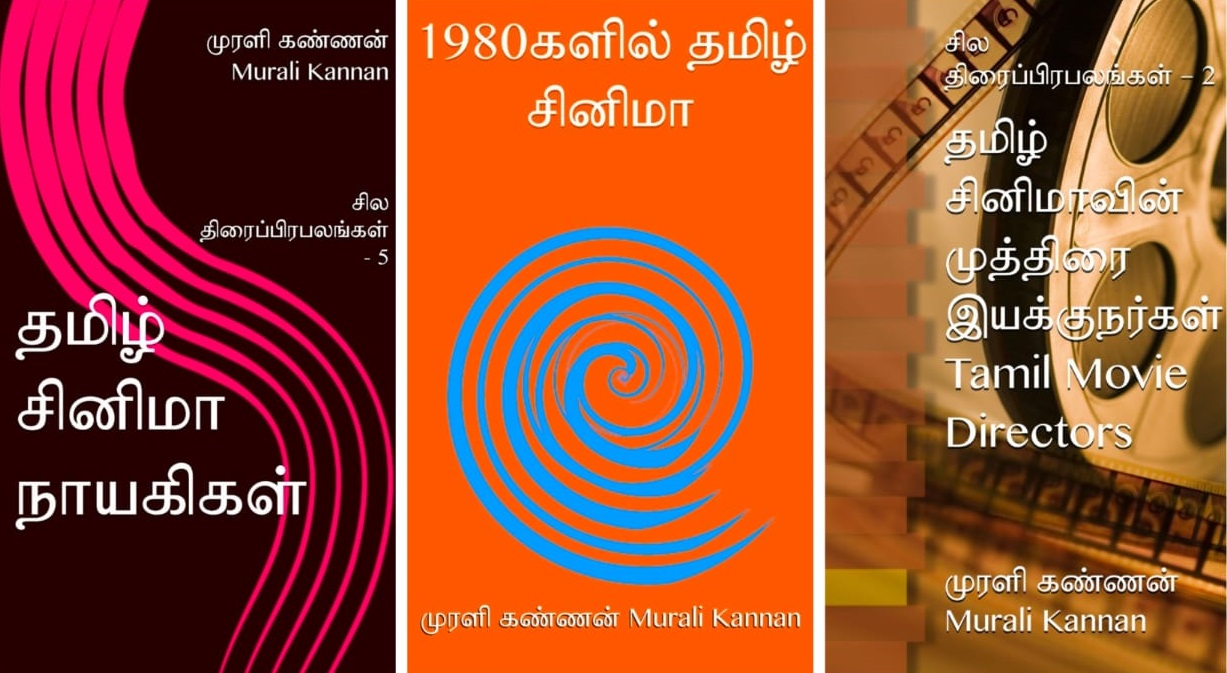 முரளி கண்ணன்
Murali Kannan
சில
திரைப்பிரபலங்கள்
- 5
தமிழ்
சினிமா
நாயகிகள்
1980களில் தமிழ்
சினிமா
முரளி கண்ணன் Murali Kannan
சில
திரைப்பிரபலங்கள் – 2
தமிழ்
சினிமாவின்
முத்திரை
இயக்குநர்கள்
Tamil Movie
Directors
முரளி கண்ணன்
Murali Kannan